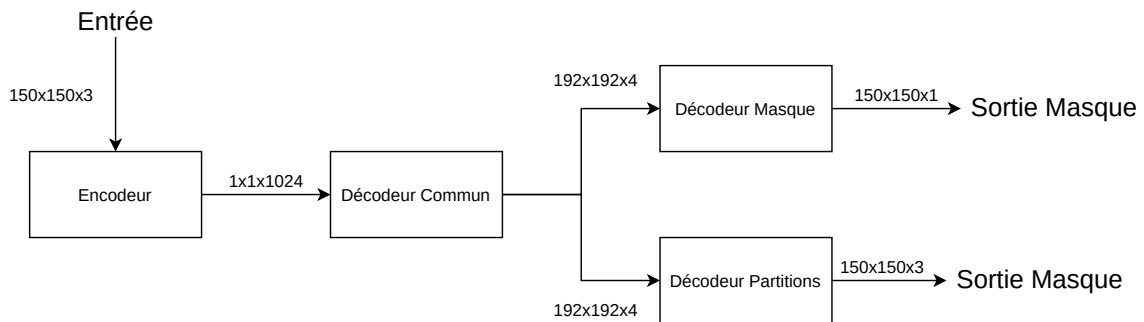 Entrée
150x150x3
Encodeur
1x1x1024
Décodeur Commun
192x192x4
Décodeur Masque
150x150x1
Sortie Masque
192x192x4
Décodeur Partitions
150x150x3
Sortie Masque